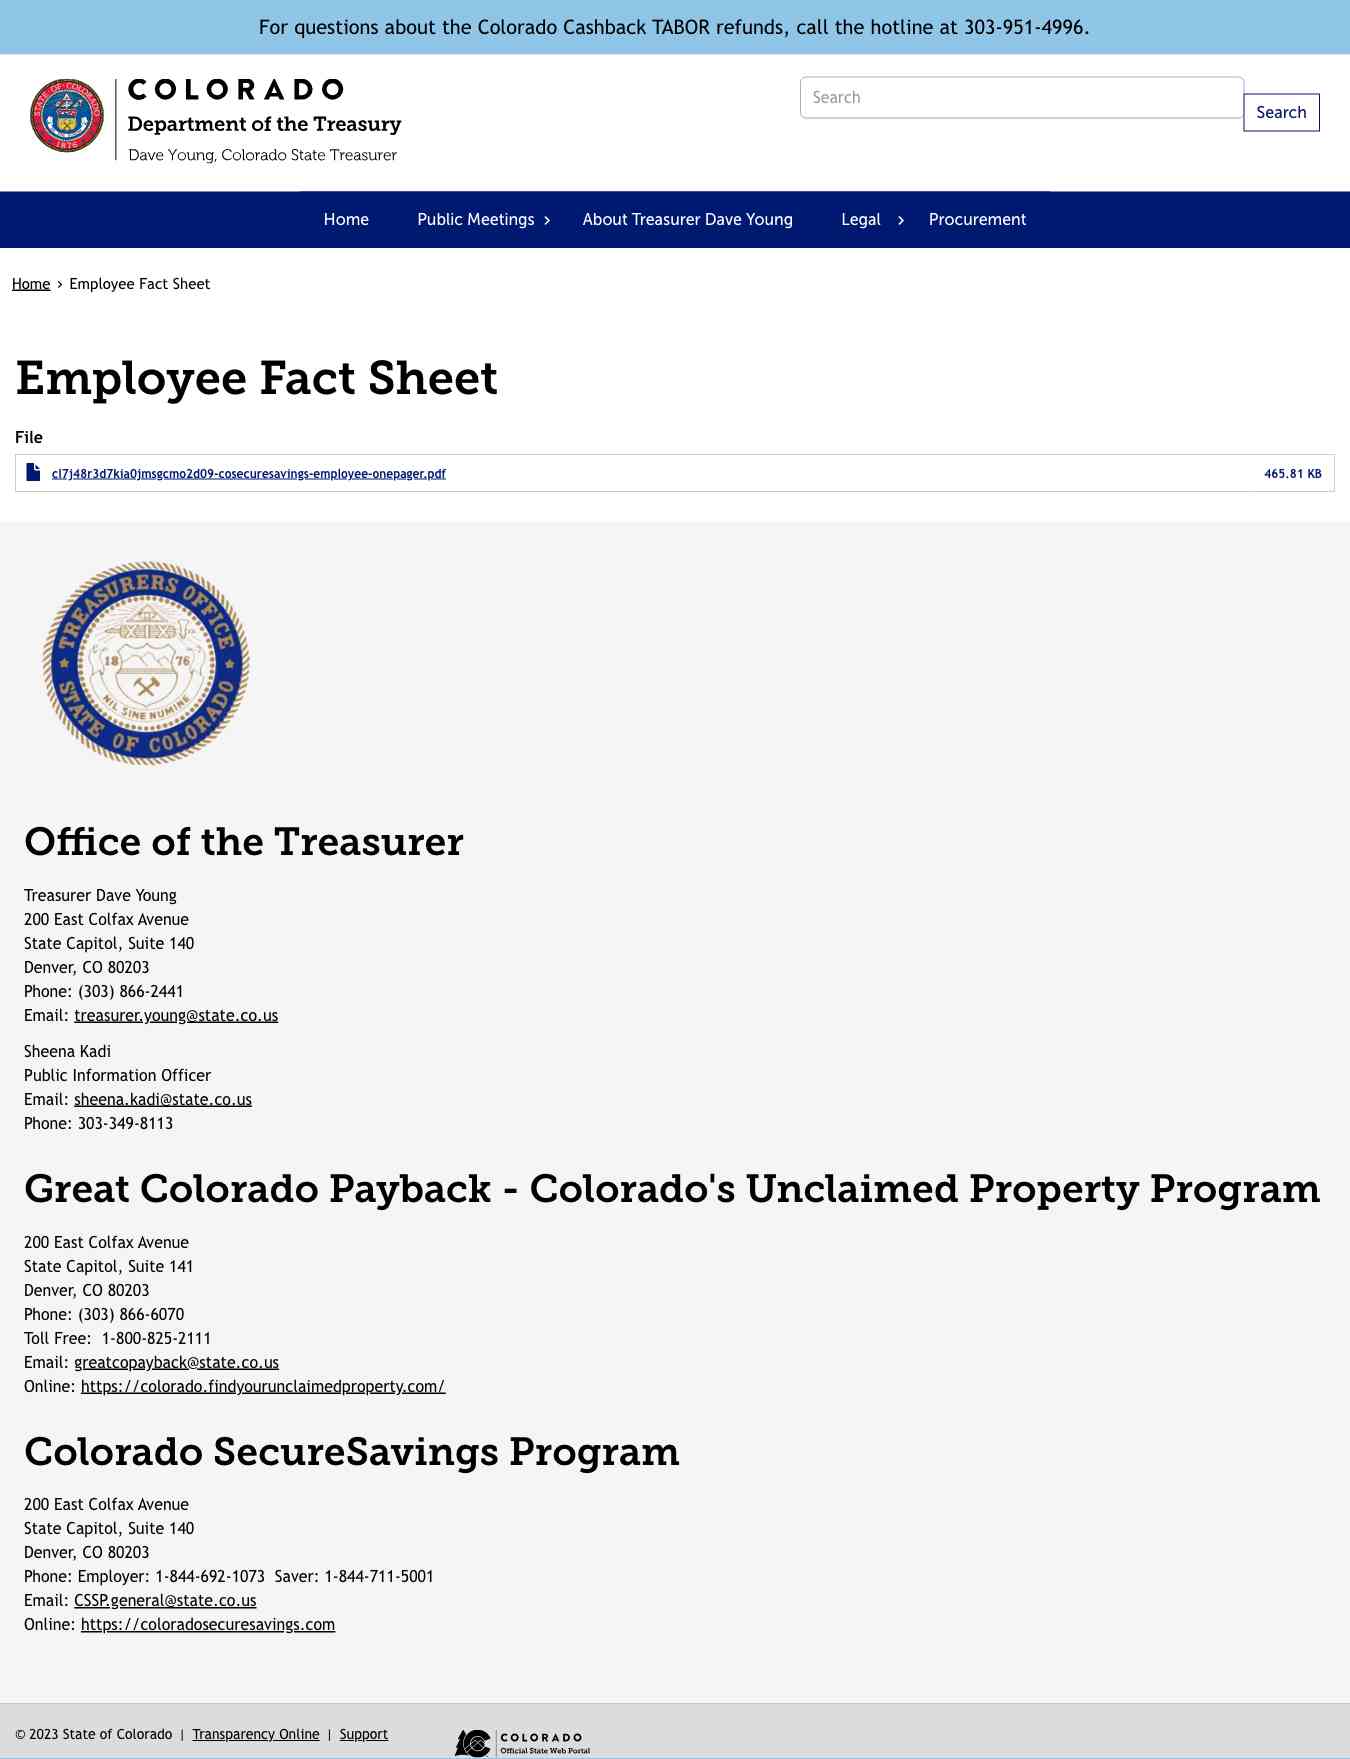 For questions about the Colorado Cashback TABOR refunds, call the hotline at 303-951-4996.
STATE OF COLORADO
1876
COLORADO
Department of the Treasury
Dave Young, Colorado State Treasurer
Search
Search
Home
Public Meetings
About Treasurer Dave Young
Legal
Procurement
Home › Employee Fact Sheet
Employee Fact Sheet
File
cl7j48r3d7kia0jmsgcmo2d09-cosecuresavings-employee-onepager.pdf 465.81 KB
TREASURERS OFFICE
18 76
NIL SINE NUMINE
STATE OF COLORADO
Office of the Treasurer
Treasurer Dave Young
200 East Colfax Avenue
State Capitol, Suite 140
Denver, CO 80203
Phone: (303) 866-2441
Email: treasurer.young@state.co.us
Sheena Kadi
Public Information Officer
Email: sheena.kadi@state.co.us
Phone: 303-349-8113
Great Colorado Payback - Colorado's Unclaimed Property Program
200 East Colfax Avenue
State Capitol, Suite 141
Denver, CO 80203
Phone: (303) 866-6070
Toll Free:  1-800-825-2111
Email: greatcopayback@state.co.us
Online: https://colorado.findyourunclaimedproperty.com/
Colorado SecureSavings Program
200 East Colfax Avenue
State Capitol, Suite 140
Denver, CO 80203
Phone: Employer: 1-844-692-1073  Saver: 1-844-711-5001
Email: CSSP.general@state.co.us
Online: https://coloradosecuresavings.com
© 2023 State of Colorado | Transparency Online | Support
COLORADO
Official State Web Portal